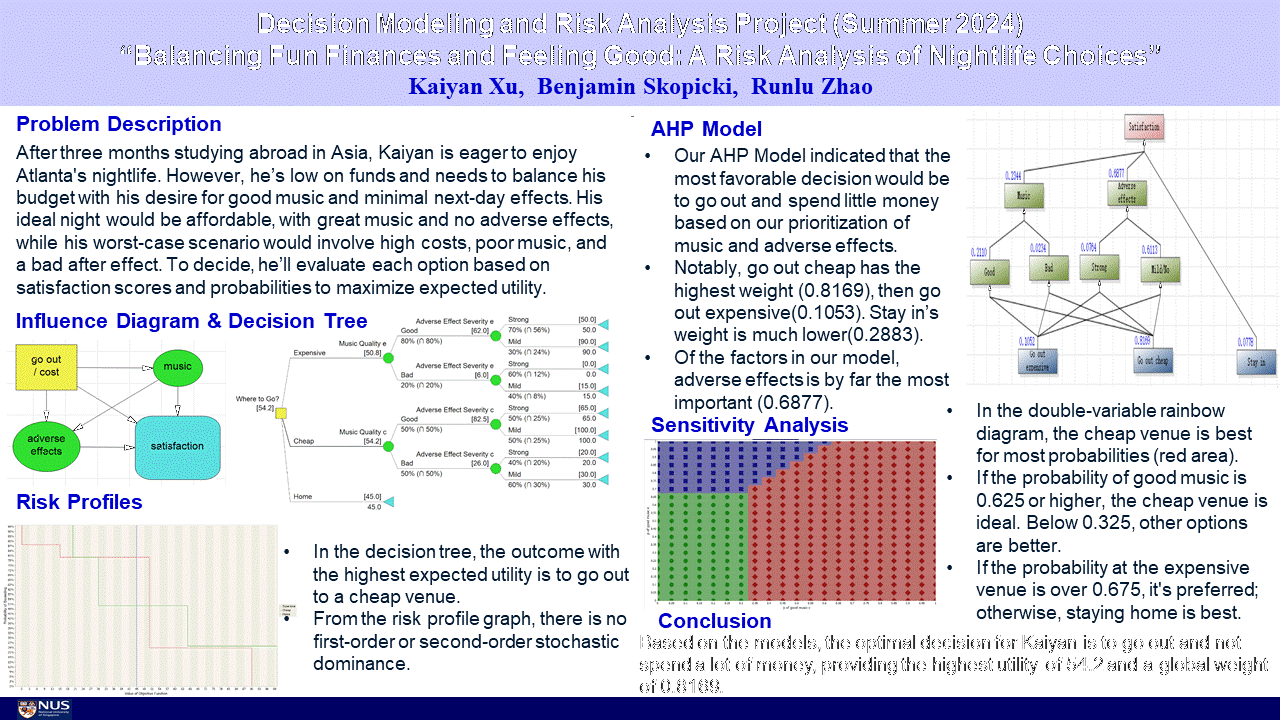 Decision Modeling and Risk Analysis Project (Summer 2024)
“Balancing Fun Finances and Feeling Good: A Risk Analysis of Nightlife Choices”
Kaiyan Xu, Benjamin Skopicki, Runlu Zhao
Problem Description
After three months studying abroad in Asia, Kaiyan is eager to enjoy
Atlanta's nightlife. However, he’s low on funds and needs to balance his
budget with his desire for good music and minimal next-day effects. His
ideal night would be affordable, with great music and no adverse effects,
while his worst-case scenario would involve high costs, poor music, and
a bad after effect. To decide, he’ll evaluate each option based on
satisfaction scores and probabilities to maximize expected utility.
Influence Diagram & Decision Tree
go out
/ cost
music
adverse
effects
satisfaction
Where to Go?
[54.2]
Expensive
Music Quality e
[50.8]
Good
80% (∩ 80%)
Adverse Effect Severity e
[62.0]
Strong
70% (∩ 56%)
[50.0]
50.0
Mild
30% (∩ 24%)
[90.0]
90.0
Bad
20% (∩ 20%)
Adverse Effect Severity e
[6.0]
Strong
60% (∩ 12%)
[0.0]
0.0
Mild
40% (∩ 8%)
[15.0]
15.0
Cheap
Music Quality c
[54.2]
Good
50% (∩ 50%)
Adverse Effect Severity c
[82.5]
Strong
50% (∩ 25%)
[65.0]
65.0
Mild
50% (∩ 25%)
[100.0]
100.0
Bad
50% (∩ 50%)
Adverse Effect Severity c
[26.0]
Strong
40% (∩ 20%)
[20.0]
20.0
Mild
60% (∩ 30%)
[30.0]
30.0
Home
[45.0]
45.0
Risk Profiles
Value of Objective Function
• In the decision tree, the outcome with
the highest expected utility is to go out
to a cheap venue.
• From the risk profile graph, there is no
first-order or second-order stochastic
dominance.
AHP Model
• Our AHP Model indicated that the
most favorable decision would be
to go out and spend little money
based on our prioritization of
music and adverse effects.
• Notably, go out cheap has the
highest weight (0.8169), then go
out expensive(0.1053). Stay in’s
weight is much lower(0.2883).
• Of the factors in our model,
adverse effects is by far the most
important (0.6877).
Satisfaction
0.2344
Music
0.6877
Adverse
effects
0.2110
Good
0.0234
Bad
0.0764
Strong
0.6113
Mild/No
0.1052
Go out
expensive
0.8169
Go out cheap
0.0778
Stay in
Sensitivity Analysis
p of good music c
• In the double-variable rainbow
diagram, the cheap venue is best
for most probabilities (red area).
• If the probability of good music is
0.625 or higher, the cheap venue is
ideal. Below 0.325, other options
are better.
• If the probability at the expensive
venue is over 0.675, it's preferred;
otherwise, staying home is best.
Conclusion
Based on the models, the optimal decision for Kaiyan is to go out and not
spend a lot of money, providing the highest utility of 54.2 and a global weight
of 0.8169.
NUS
National University
of Singapore